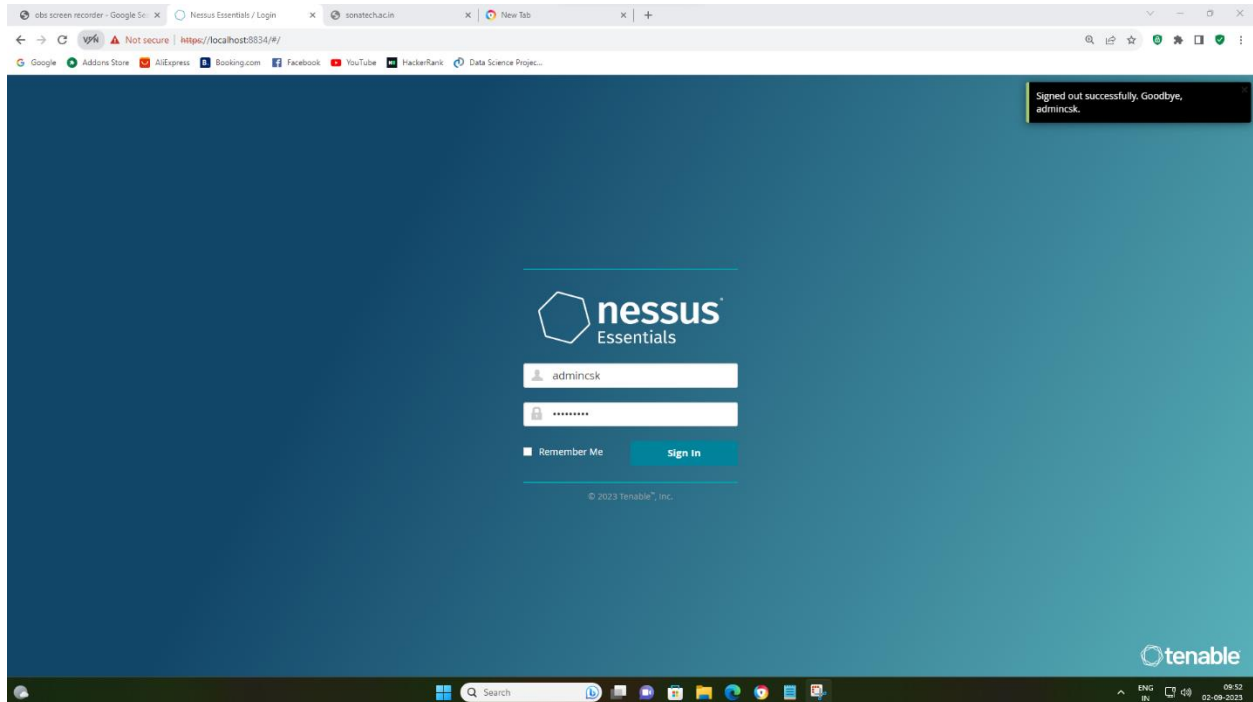 obs screen recorder - Google Se
Nessus Essentials / Login
sonatech.ac.in
New Tab
VPN
Not secure
https://localhost:8834/#/
Google
Addons Store
AliExpress
Booking.com
Facebook
YouTube
HackerRank
Data Science Projec...
Signed out successfully. Goodbye,
admincsk.
nessus
Essentials
admincsk
Remember Me
Sign In
© 2023 Tenable™, Inc.
tenable
Search
ENG
IN
09:52
02-09-2023